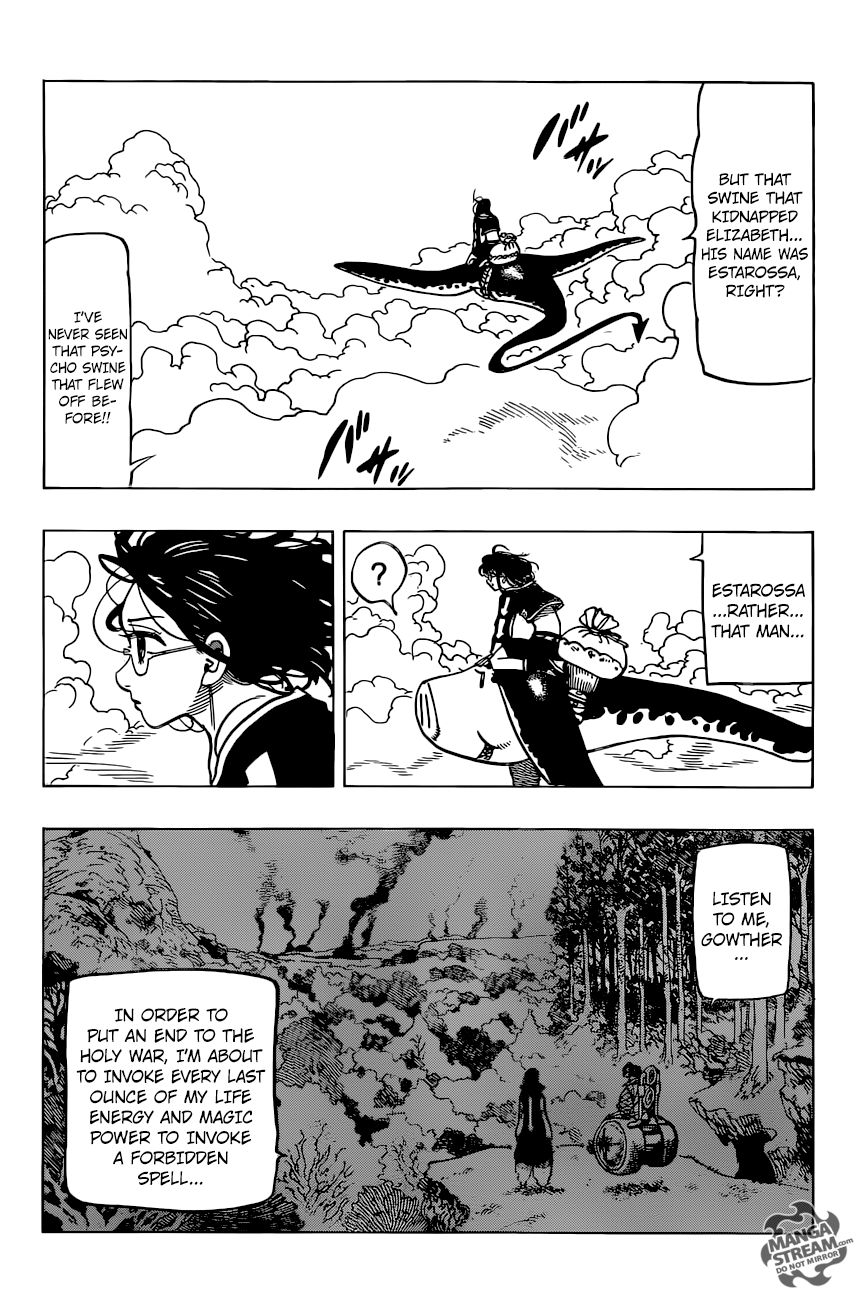 BUT THAT
SWINE THAT
KIDNAPPED
ELIZABETH...
HIS NAME WAS
ESTAROSSA,
RIGHT?
I'VE
NEVER SEEN
THAT PSY-
CHO SWINE
THAT FLEW
OFF BE-
FORE!!
ESTAROSSA
...RATHER...
THAT MAN...
?
LISTEN
TO ME,
GOWTHER
...
IN ORDER TO
PUT AN END TO THE
HOLY WAR, I'M ABOUT
TO INVOKE EVERY LAST
OUNCE OF MY LIFE
ENERGY AND MAGIC
POWER TO INVOKE
A FORBIDDEN
SPELL...
MANGA
STREAM.com
DO NOT MIRROR